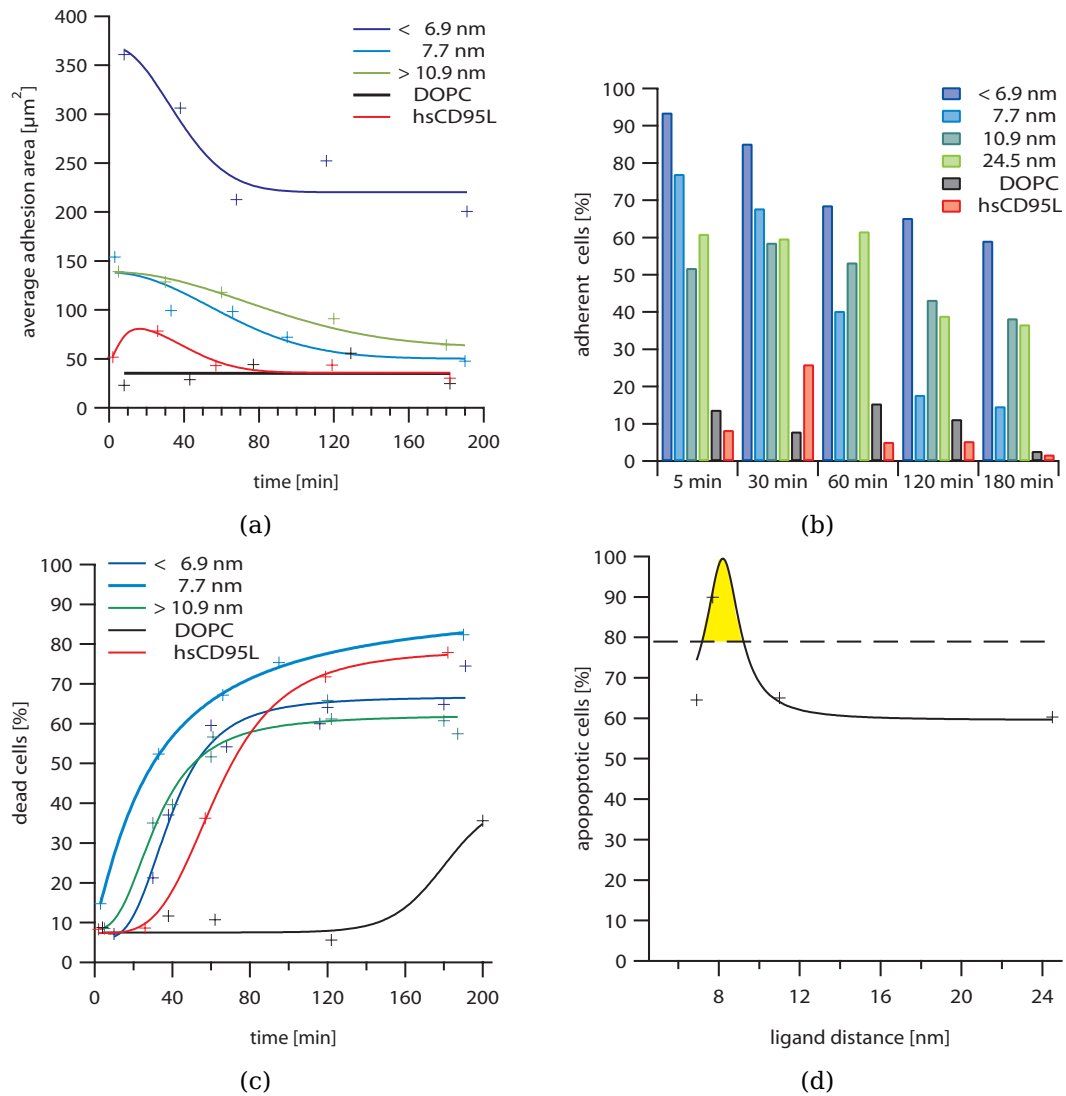 400
350
300
250
200
150
100
50
0
average adhesion area [µm²]
0 40 80 120 160 200
time [min]
< 6.9 nm
7.7 nm
> 10.9 nm
DOPC
hsCD95L
(a)
100
90
80
70
60
50
40
30
20
10
0
adherent cells [%]
5 min 30 min 60 min 120 min 180 min
< 6.9 nm
7.7 nm
10.9 nm
24.5 nm
DOPC
hsCD95L
(b)
100
90
80
70
60
50
40
30
20
10
0
dead cells [%]
0 40 80 120 160 200
time [min]
< 6.9 nm
7.7 nm
> 10.9 nm
DOPC
hsCD95L
(c)
100
90
80
70
60
50
40
30
20
10
0
apopoptotic cells [%]
8 12 16 20 24
ligand distance [nm]
(d)